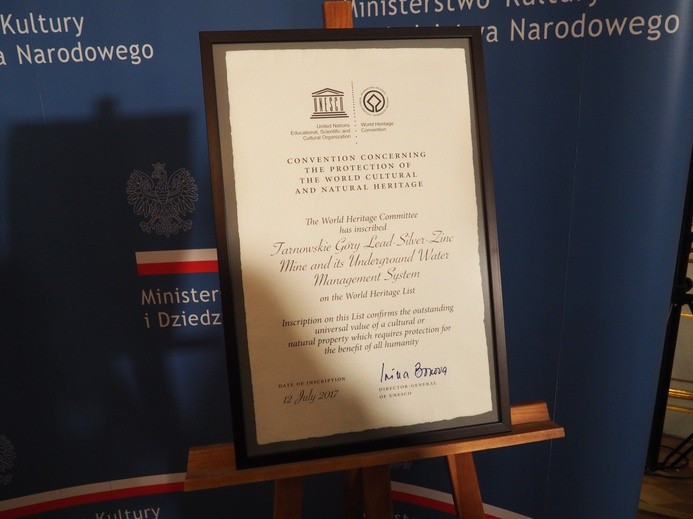 Kultury
a Narodowego
Ministerstwo Kultury
Narodowego
UNESCO
United Nations
Educational, Scientific and
Cultural Organization
World Heritage
Convention
CONVENTION CONCERNING
THE PROTECTION OF
THE WORLD CULTURAL
AND NATURAL HERITAGE
The World Heritage Committee
has inscribed
Tarnowskie Góry Lead-Silver-Zinc
Mine and its Underground Water
Management System
on the World Heritage List
Inscription on this List confirms the outstanding
universal value of a cultural or
natural property which requires protection for
the benefit of all humanity
DATE OF INSCRIPTION
12 July 2017
Irina Bokova
DIRECTOR-GENERAL
OF UNESCO
Minister
i Dziedz
Kultury